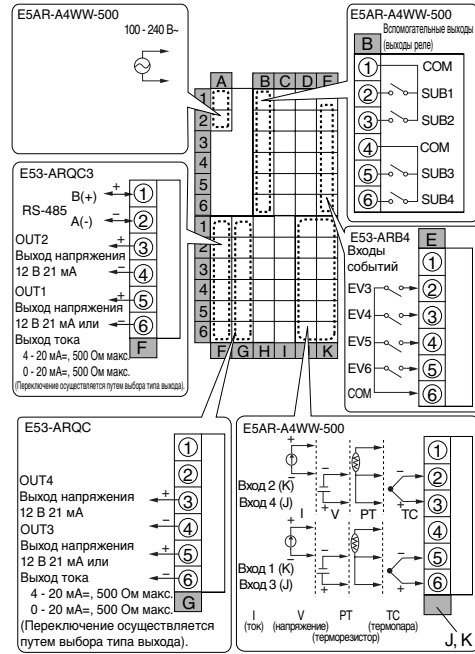 E5AR-A4WW-500
100 - 240 В~
E5AR-A4WW-500
Вспомогательные выходы
B (выходы реле)
1 COM
2 SUB1
3 SUB2
4 COM
5 SUB3
6 SUB4
A B C D E
1
2
3
4
5
6
1
2
3
4
5
6
F G H I J K
E53-ARQC3
RS-485
B(+) + 1
A(-) − 2
OUT2 + 3
Выход напряжения
12 В 21 мА − 4
OUT1
Выход напряжения + 5
12 В 21 мА или − 6
Выход тока F
4 - 20 мА=, 500 Ом макс.
0 - 20 мА=, 500 Ом макс.
(Переключение осуществляется путем выбора типа выхода).
E53-ARB4 E
Входы
событий 1
EV3 2
EV4 3
EV5 4
EV6 5
COM 6
E53-ARQC
1
2
OUT4
Выход напряжения + 3
12 В 21 мА − 4
OUT3
Выход напряжения + 5
12 В 21 мА или
Выход тока − 6
4 - 20 мА=, 500 Ом макс.
0 - 20 мА=, 500 Ом макс. G
(Переключение осуществляется
путем выбора типа выхода).
E5AR-A4WW-500
1
2
3
4
5
6
Вход 2 (K)
Вход 4 (J)
I V PT TC
Вход 1 (K)
Вход 3 (J)
I V PT TC
(ток) (напряжение) (термопара)
(терморезистор)
J, K